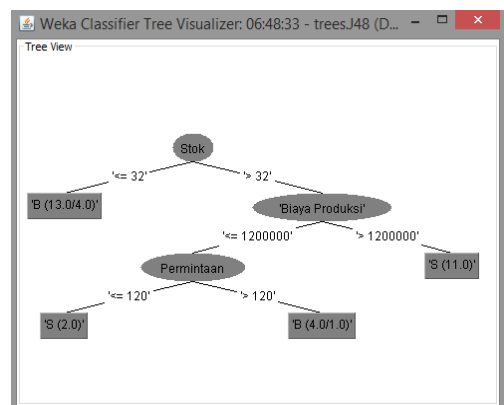 Weka Classifier Tree Visualizer: 06:48:33 - trees.J48 (D...
Tree View
Stok
'<= 32' '> 32'
'B (13.0/4.0)' 'Biaya Produksi'
'<= 1200000' '> 1200000'
Permintaan 'S (11.0)'
'<= 120' '> 120'
'S (2.0)' 'B (4.0/1.0)'